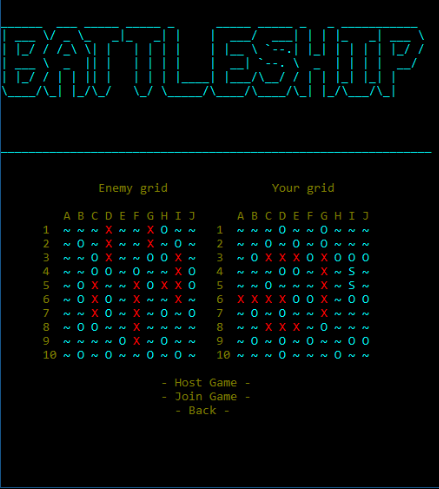 BATTLESHIP
Enemy grid Your grid
A B C D E F G H I J A B C D E F G H I J
1 ~ ~ ~ X ~ ~ X O ~ ~ 1 ~ ~ ~ O ~ ~ O ~ ~ ~
2 ~ O ~ X ~ ~ X ~ O ~ 2 ~ ~ ~ O ~ ~ O ~ ~ ~
3 ~ ~ O X ~ ~ O ~ X ~ 3 ~ O X X X O X O O O
4 ~ O O O ~ O ~ ~ X O 4 ~ ~ ~ O O ~ X ~ S ~
5 ~ O X ~ ~ X O X X O 5 ~ ~ ~ ~ ~ O X ~ S ~
6 ~ ~ X O ~ X ~ ~ X ~ 6 X X X X O O X ~ O O
7 ~ ~ X O ~ X ~ O ~ O 7 ~ O ~ O ~ ~ X ~ ~ ~
8 ~ O O ~ ~ X ~ ~ ~ ~ 8 ~ ~ X X X ~ O ~ ~ ~
9 ~ ~ ~ ~ O X ~ O ~ ~ 9 ~ O ~ O ~ O ~ ~ O O
10 ~ O ~ O ~ O ~ ~ O ~ 10 ~ ~ ~ O ~ ~ O ~ ~ ~
- Host Game -
- Join Game -
- Back -